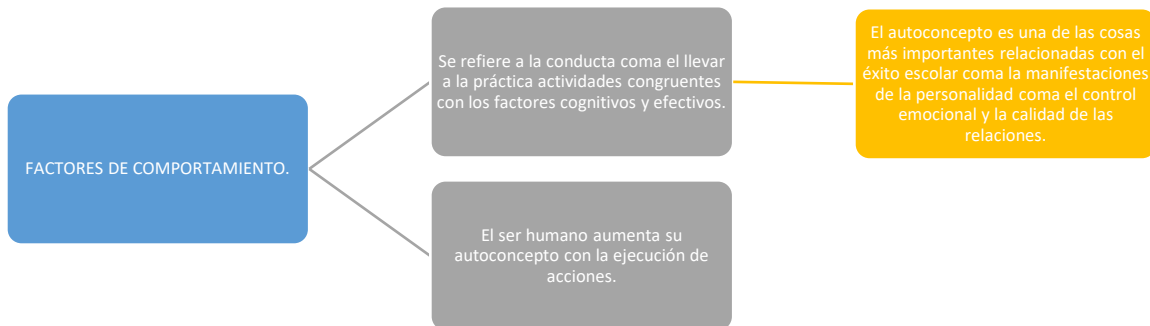 FACTORES DE COMPORTAMIENTO.
Se refiere a la conducta coma el llevar
a la práctica actividades congruentes
con los factores cognitivos y efectivos.
El autoconcepto es una de las cosas
más importantes relacionadas con el
éxito escolar coma la manifestaciones
de la personalidad coma el control
emocional y la calidad de las
relaciones.
El ser humano aumenta su
autoconcepto con la ejecución de
acciones.